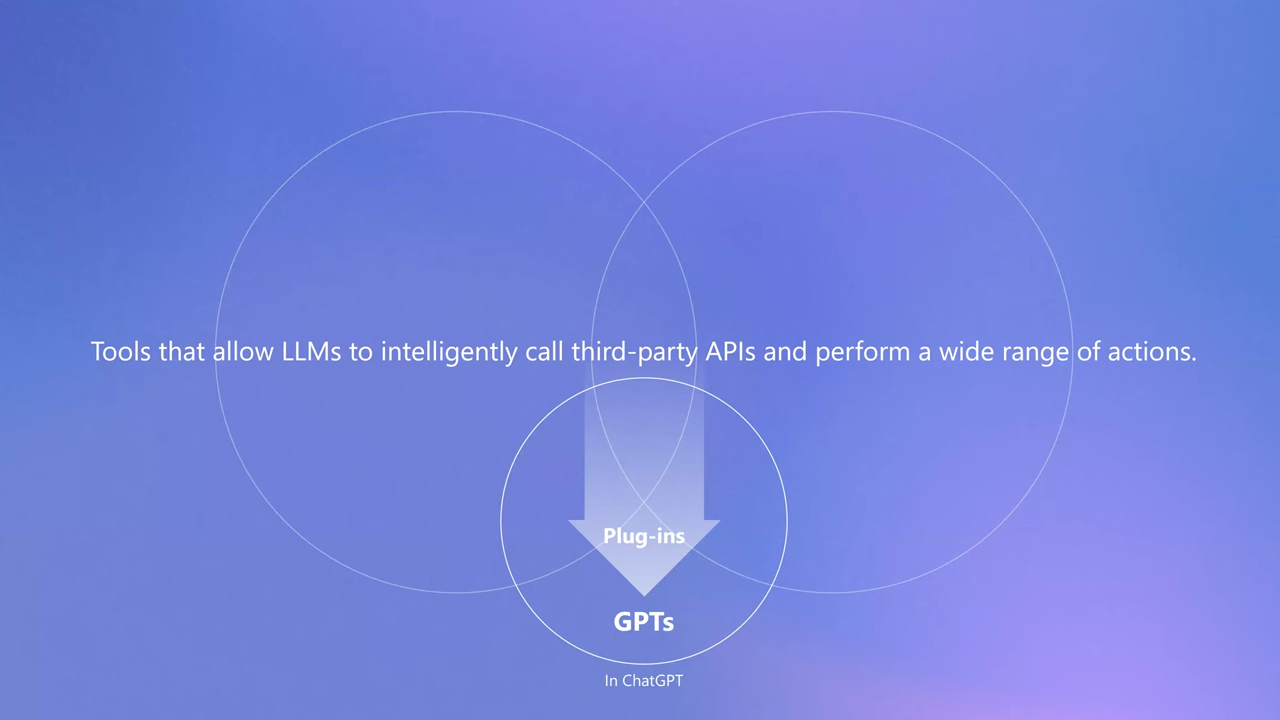 Tools that allow LLMs to intelligently call third-party APIs and perform a wide range of actions.
Plug-ins
GPTs
In ChatGPT